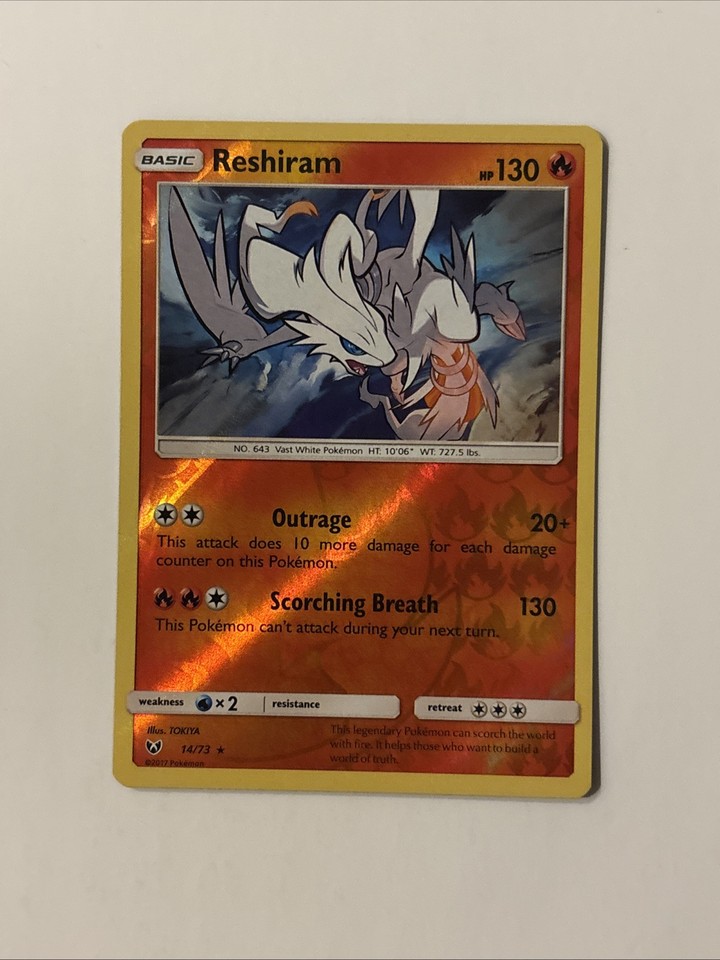 BASIC Reshiram HP 130
NO. 643 Vast White Pokémon HT: 10'06" WT: 727.5 lbs.
Outrage 20+
This attack does 10 more damage for each damage
counter on this Pokémon.
Scorching Breath 130
This Pokémon can't attack during your next turn.
weakness ×2 resistance retreat
Illus. TOKIYA
14/73 ★
©2017 Pokémon
This legendary Pokémon can scorch the world
with fire. It helps those who want to build a
world of truth.